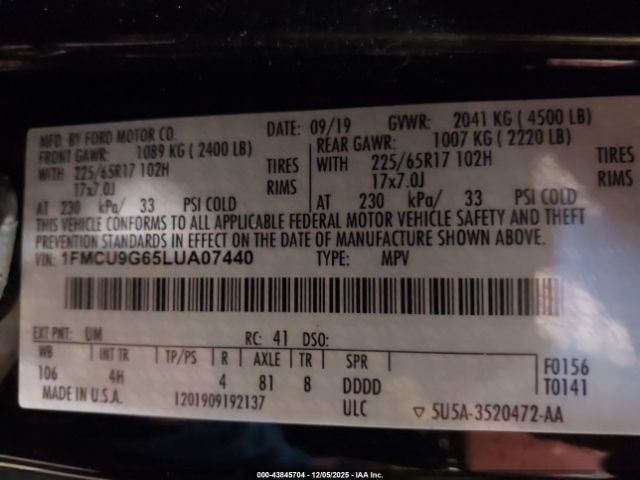 MFD. BY FORD MOTOR CO. DATE: 09/19 GVWR: 2041 KG ( 4500 LB)
FRONT GAWR: 1089 KG ( 2400 LB) REAR GAWR: 1007 KG ( 2220 LB)
WITH 225/65R17 102H TIRES WITH 225/65R17 102H TIRES
17x7.0J RIMS 17x7.0J RIMS
AT 230 kPa/ 33 PSI COLD AT 230 kPa/ 33 PSI COLD
THIS VEHICLE CONFORMS TO ALL APPLICABLE FEDERAL MOTOR VEHICLE SAFETY AND THEFT
PREVENTION STANDARDS IN EFFECT ON THE DATE OF MANUFACTURE SHOWN ABOVE.
VIN: 1FMCU9G65LUA07440 TYPE: MPV
EXT PNT: UM RC: 41 DSO:
WB INT TR TP/PS R AXLE TR SPR F0156
106 4H 4 81 8 DDDD T0141
MADE IN U.S.A. 1201909192137 ULC ▽ 5U5A-3520472-AA
000-43845704 - 12/05/2025 - IAA Inc.